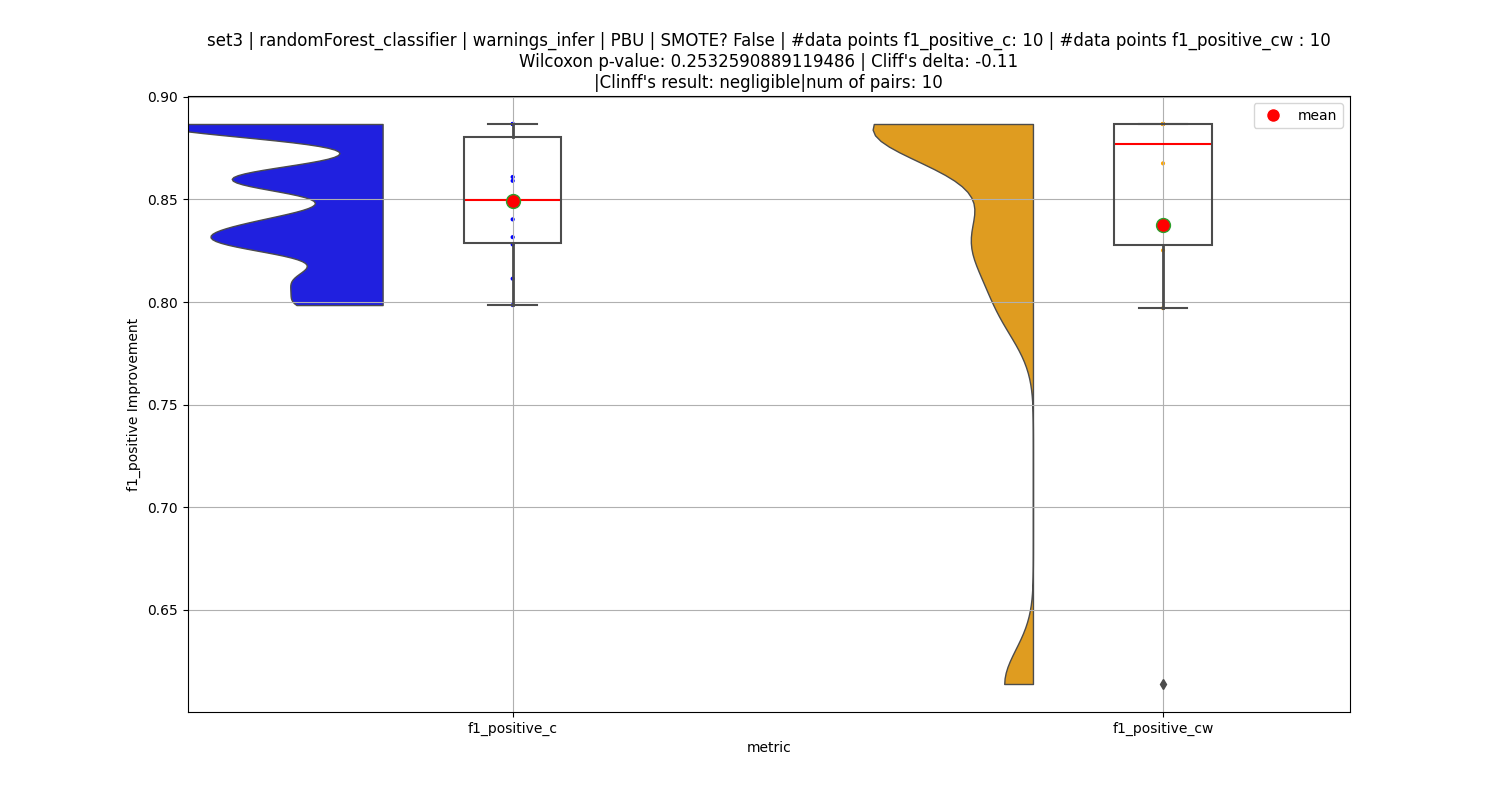 set3 | randomForest_classifier | warnings_infer | PBU | SMOTE? False | #data points f1_positive_c: 10 | #data points f1_positive_cw : 10
Wilcoxon p-value: 0.2532590889119486 | Cliff's delta: -0.11
|Clinff's result: negligible|num of pairs: 10
mean
0.90
0.85
0.80
0.75
0.70
0.65
f1_positive Improvement
f1_positive_c
f1_positive_cw
metric